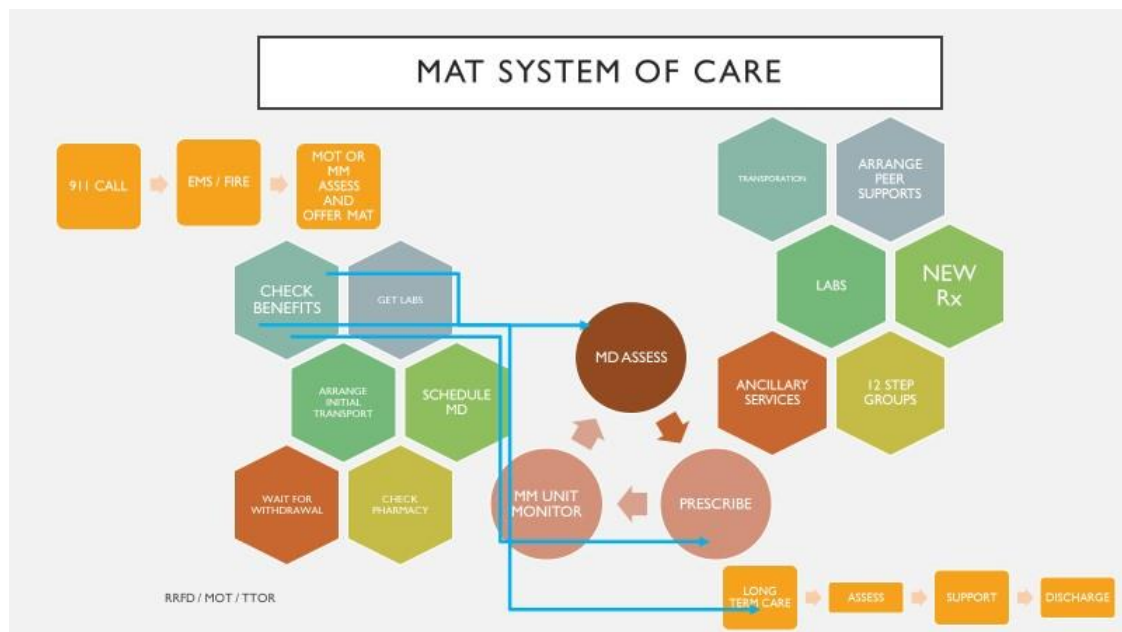 MAT SYSTEM OF CARE
911 CALL
EMS / FIRE
MOT OR
MM
ASSESS
AND
OFFER MAT
TRANSPORATION
ARRANGE
PEER
SUPPORTS
CHECK
BENEFITS
GET LABS
LABS
NEW
Rx
MD ASSESS
ARRANGE
INITIAL
TRANSPORT
SCHEDULE
MD
ANCILLARY
SERVICES
12 STEP
GROUPS
WAIT FOR
WITHDRAWAL
CHECK
PHARMACY
MM UNIT
MONITOR
PRESCRIBE
RRFD / MOT / TTOR
LONG
TERM CARE
ASSESS
SUPPORT
DISCHARGE